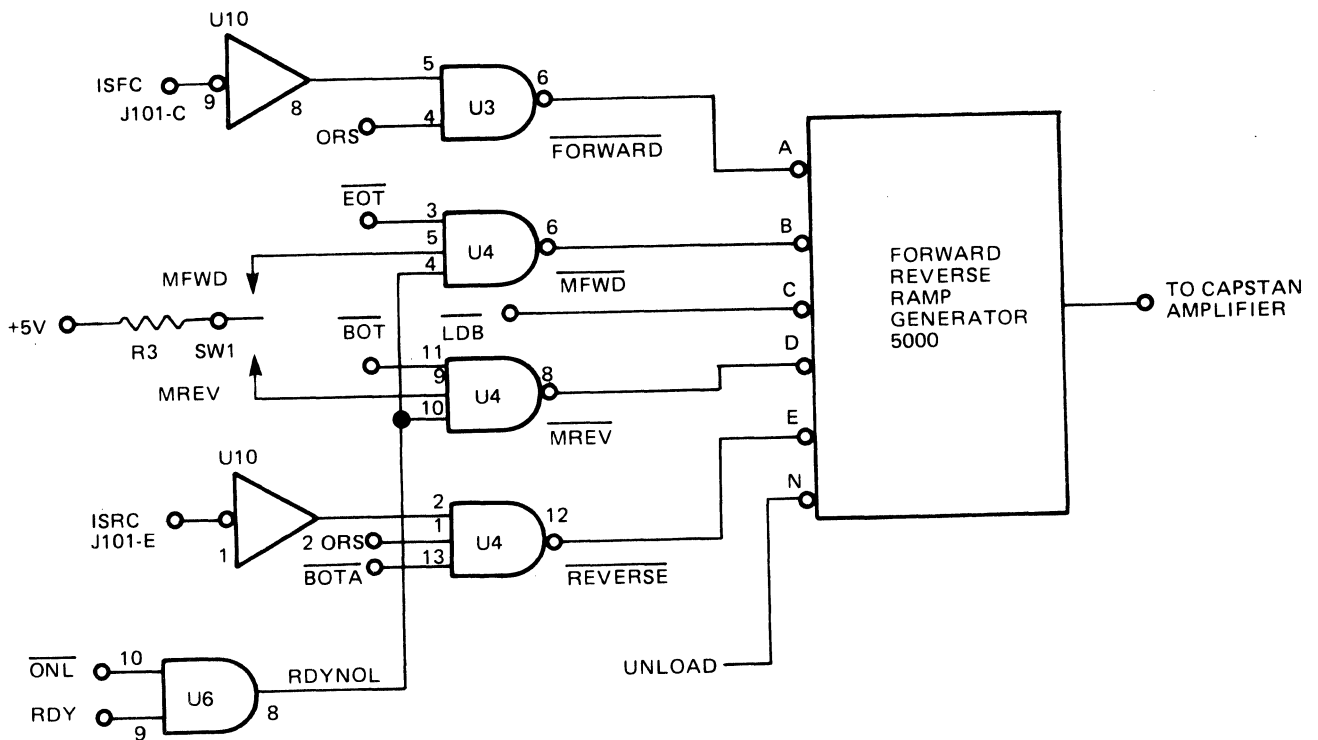 U10
ISFC
J101-C
9
8
5
4
ORS
U3
6
FORWARD
A
EOT
3
5
4
U4
6
MFWD
B
MFWD
+5V
R3
SW1
MREV
BOT
LDB
C
11
9
10
U4
8
MREV
D
FORWARD
REVERSE
RAMP
GENERATOR
5000
TO CAPSTAN
AMPLIFIER
U10
ISRC
J101-E
1
2
2 ORS
1
BOTA
13
U4
12
REVERSE
E
N
UNLOAD
ONL
10
RDY
9
U6
8
RDYNOL